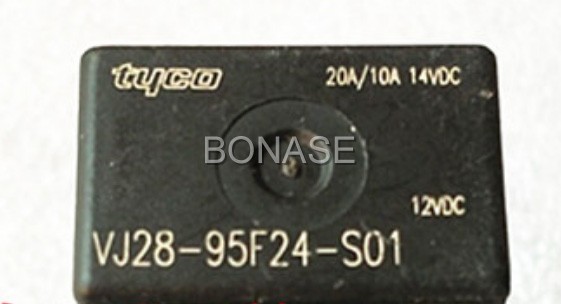 tyco
20A/10A 14VDC
BONASE
12VDC
VJ28-95F24-S01